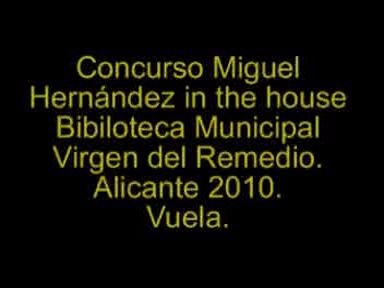 Concurso Miguel
Hernández in the house
Bibiloteca Municipal
Virgen del Remedio.
Alicante 2010.
Vuela.